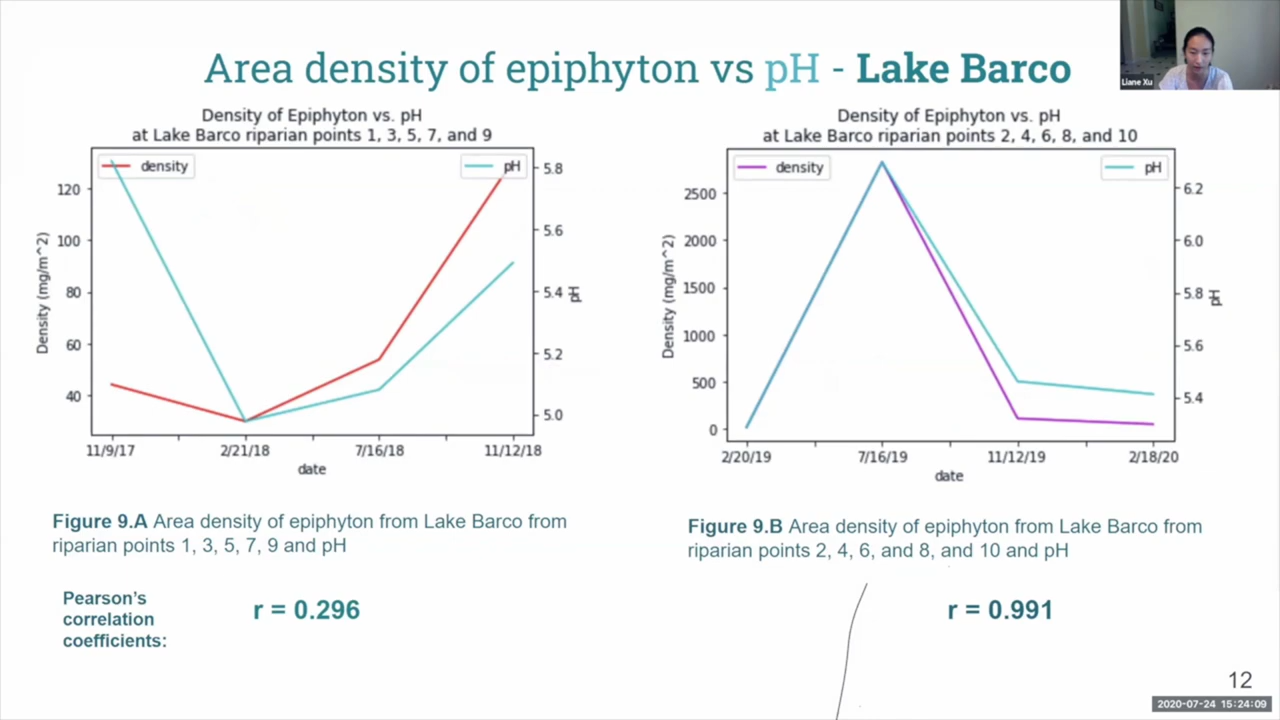 Area density of epiphyton vs pH - Lake Barco
Liane Xu
Density of Epiphyton vs. pH
at Lake Barco riparian points 1, 3, 5, 7, and 9
density
pH
120
100
80
60
40
Density (mg/m^2)
5.8
5.6
5.4
5.2
5.0
pH
11/9/17
2/21/18
7/16/18
11/12/18
date
Density of Epiphyton vs. pH
at Lake Barco riparian points 2, 4, 6, 8, and 10
density
pH
2500
2000
1500
1000
500
0
Density (mg/m^2)
6.2
6.0
5.8
5.6
5.4
pH
2/20/19
7/16/19
11/12/19
2/18/20
date
Figure 9.A Area density of epiphyton from Lake Barco from
riparian points 1, 3, 5, 7, 9 and pH
Figure 9.B Area density of epiphyton from Lake Barco from
riparian points 2, 4, 6, and 8, and 10 and pH
Pearson's
correlation
coefficients:
r = 0.296
r = 0.991
12
2020-07-24 15:24:09